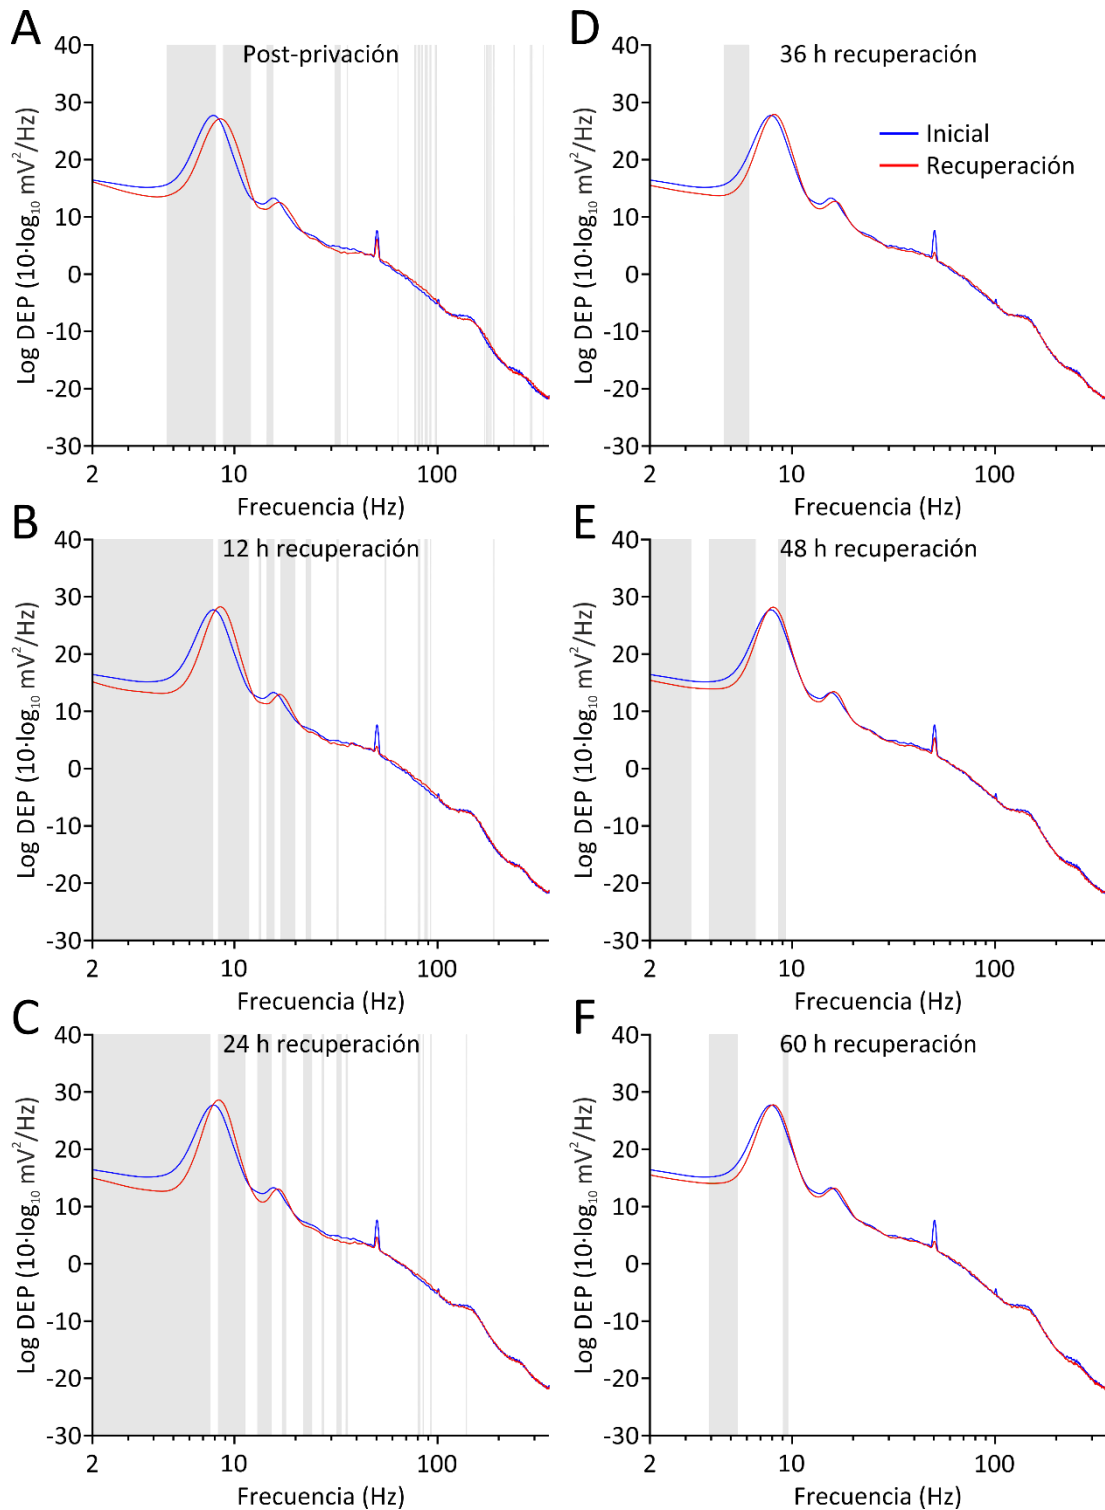 A
Post-privación
40
30
20
10
0
-10
-20
-30
Log DEP (10·log₁₀ mV²/Hz)
2
10
100
Frecuencia (Hz)
B
12 h recuperación
40
30
20
10
0
-10
-20
-30
Log DEP (10·log₁₀ mV²/Hz)
2
10
100
Frecuencia (Hz)
C
24 h recuperación
40
30
20
10
0
-10
-20
-30
Log DEP (10·log₁₀ mV²/Hz)
2
10
100
Frecuencia (Hz)
D
36 h recuperación
Inicial
Recuperación
40
30
20
10
0
-10
-20
-30
Log DEP (10·log₁₀ mV²/Hz)
2
10
100
Frecuencia (Hz)
E
48 h recuperación
40
30
20
10
0
-10
-20
-30
Log DEP (10·log₁₀ mV²/Hz)
2
10
100
Frecuencia (Hz)
F
60 h recuperación
40
30
20
10
0
-10
-20
-30
Log DEP (10·log₁₀ mV²/Hz)
2
10
100
Frecuencia (Hz)